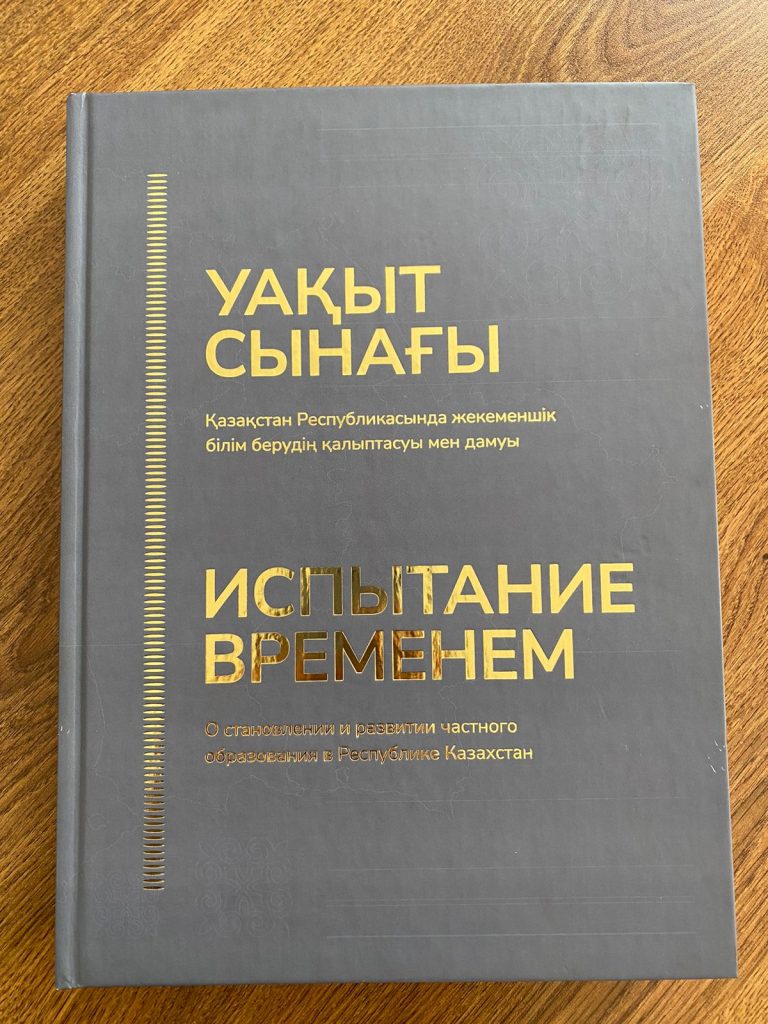 УАҚЫТ
СЫНАҒЫ
Қазақстан Республикасында жекеменшік
білім берудің қалыптасуы мен дамуы
ИСПЫТАНИЕ
ВРЕМЕНЕМ
О становлении и развитии частного
образования в Республике Казахстан